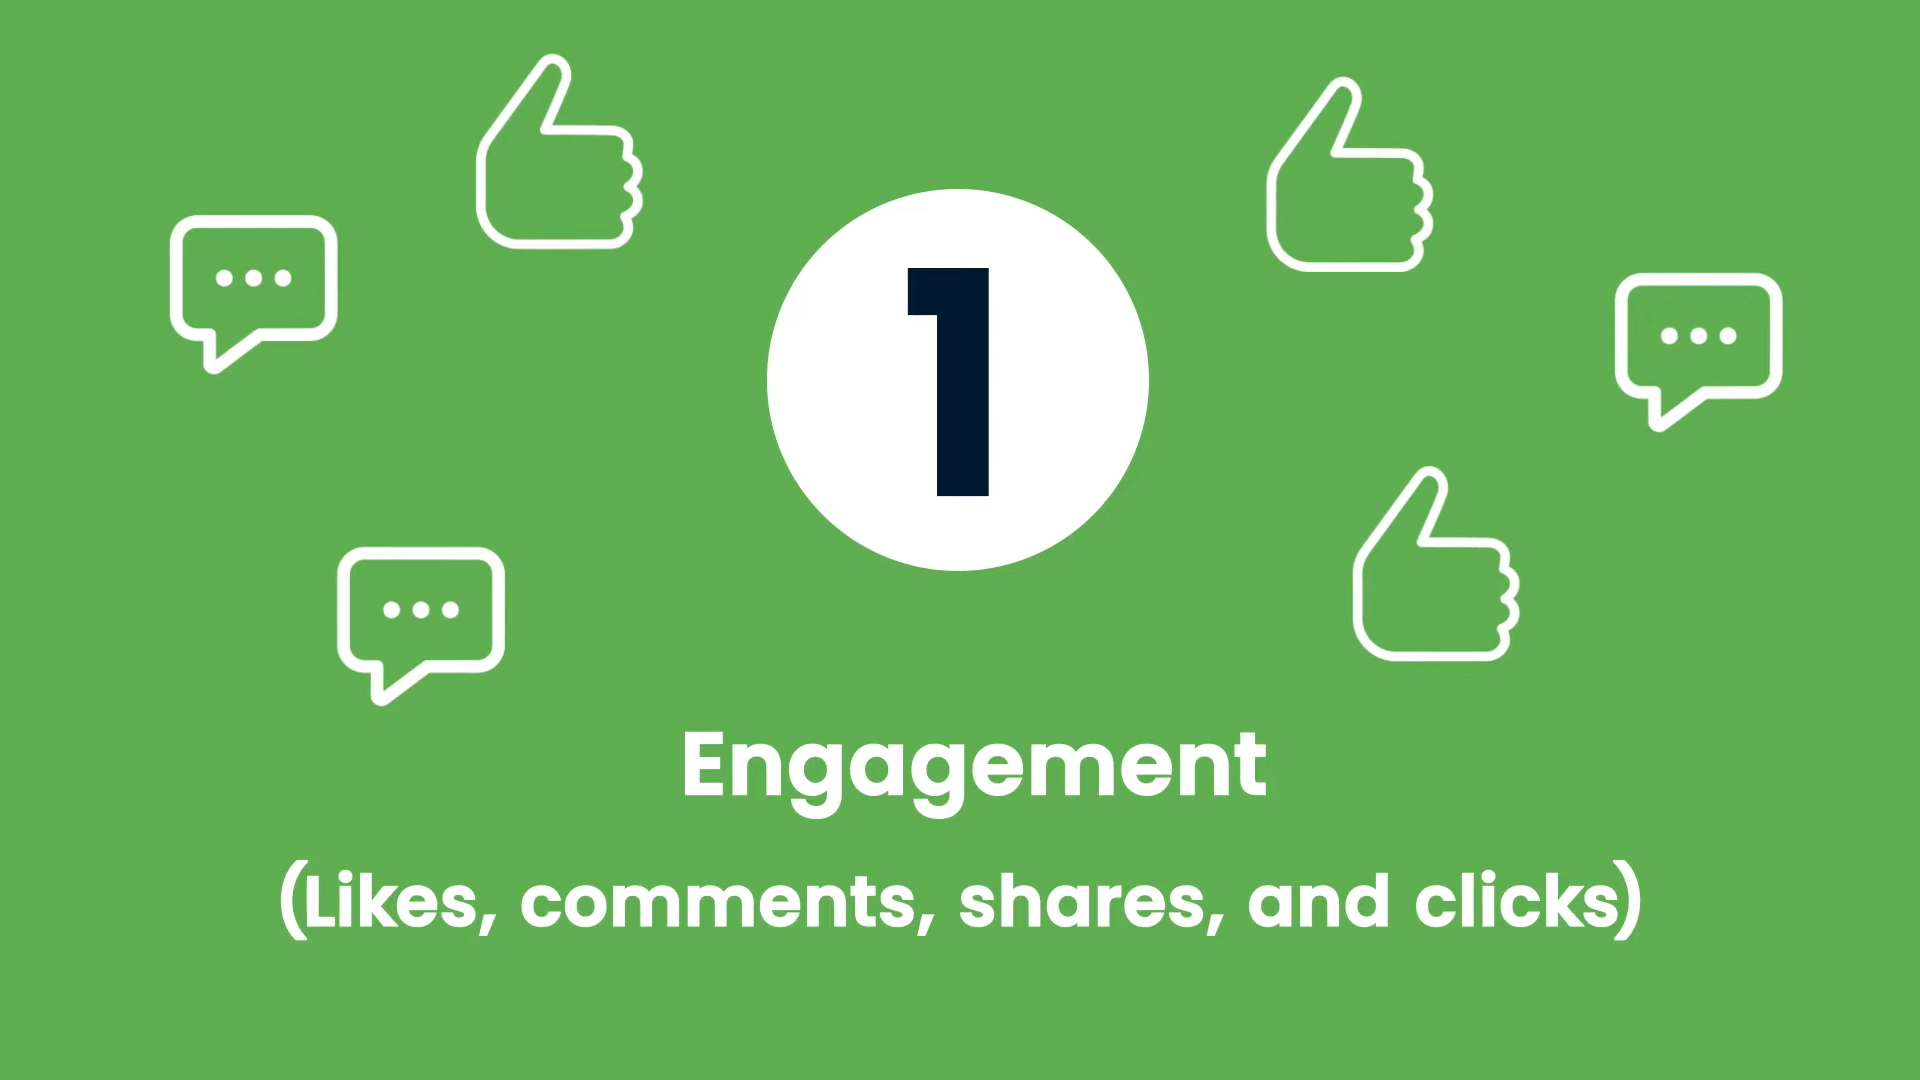 1
Engagement
(Likes, comments, shares, and clicks)